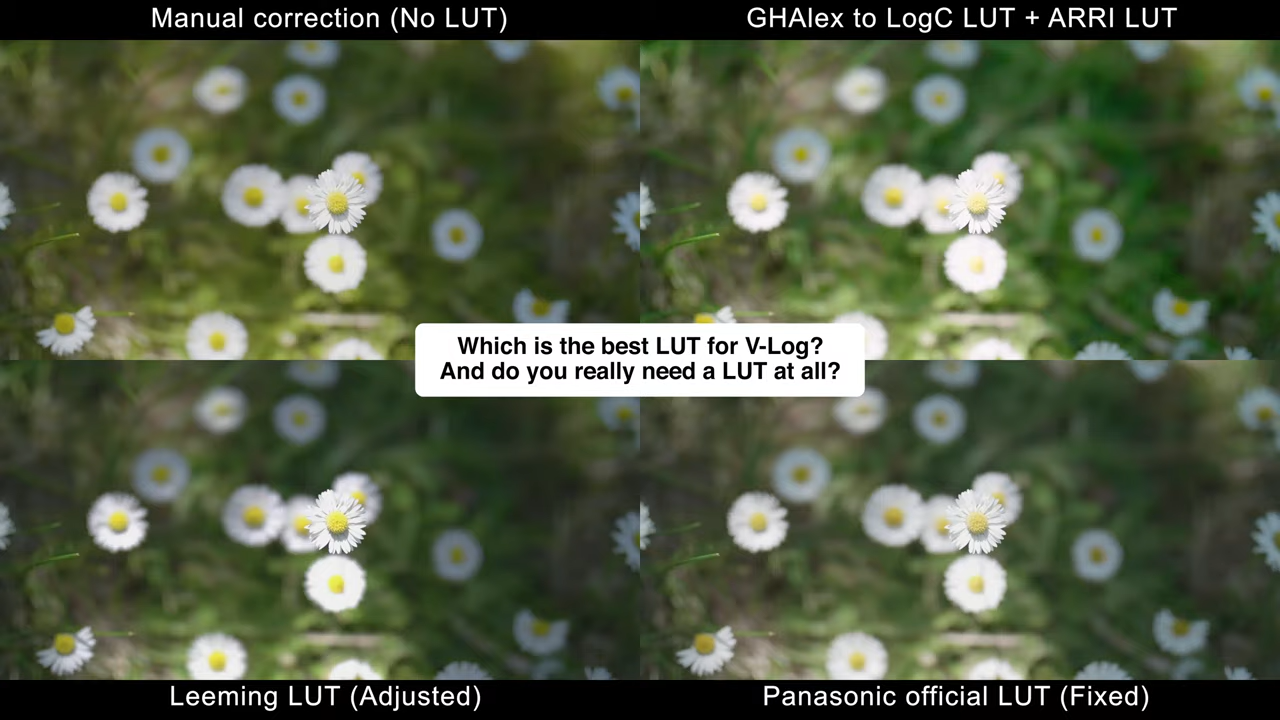 Manual correction (No LUT)
GHAlex to LogC LUT + ARRI LUT
Which is the best LUT for V-Log?
And do you really need a LUT at all?
Leeming LUT (Adjusted)
Panasonic official LUT (Fixed)